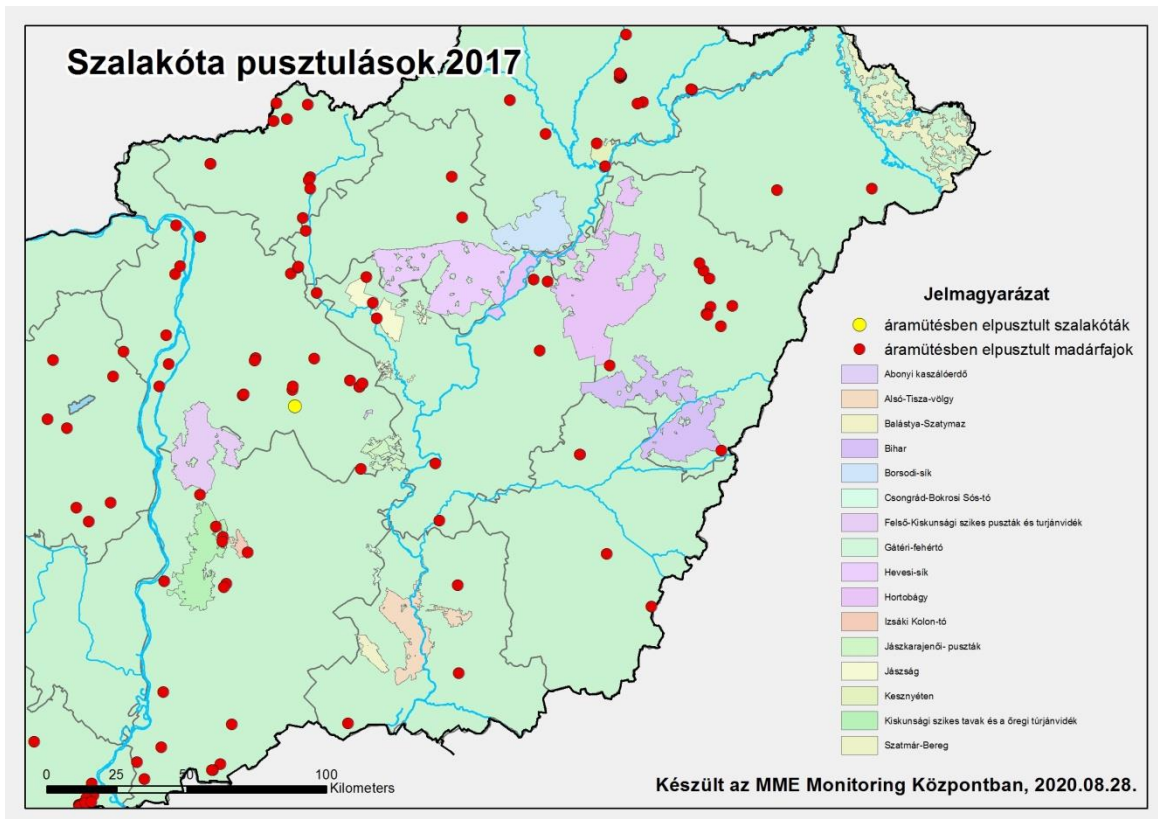 Szalakóta pusztulások 2017
Jelmagyarázat
áramütésben elpusztult szalakóták
áramütésben elpusztult madárfajok
Abonyi kaszálóerdő
Alsó-Tisza-völgy
Balástya-Szatymaz
Bihar
Borsodi-sík
Csongrád-Bokrosi Sós-tó
Felső-Kiskunsági szikes puszták és turjánvidék
Gátéri-fehértó
Hevesi-sík
Hortobágy
Izsáki Kolon-tó
Jászkarajenői- puszták
Jászság
Kesznyéten
Kiskunsági szikes tavak és a őregi túrjánvidék
Szatmár-Bereg
0 25 50 100
Kilometers
Készült az MME Monitoring Központban, 2020.08.28.